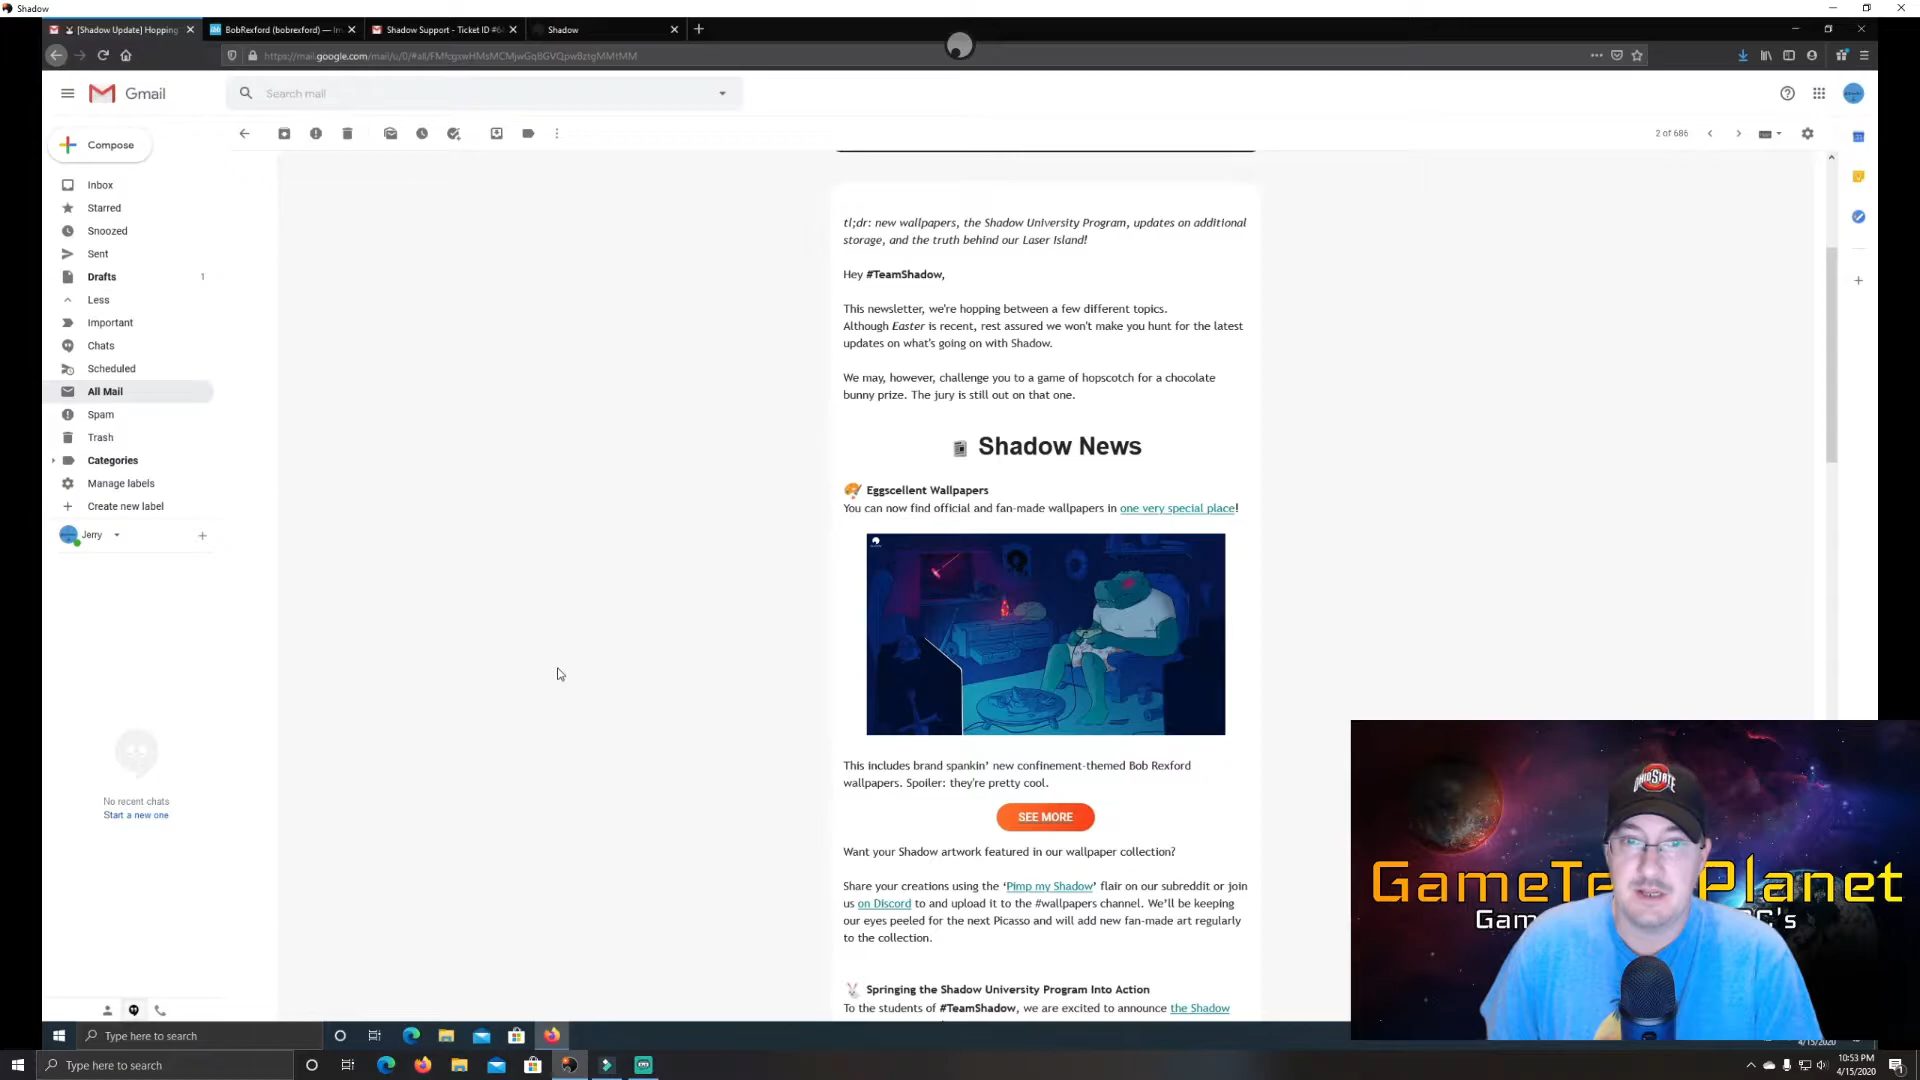 Shadow
[Shadow Update] Hopping
BobRexford (bobrexford) — In
Shadow Support - Ticket ID #6
Shadow
Gmail
Search mail
2 of 686
Compose
Inbox
Starred
Snoozed
Sent
Drafts 1
Less
Important
Chats
Scheduled
All Mail
Spam
Trash
Categories
Manage labels
Create new label
Jerry
No recent chats
Start a new one
tl;dr: new wallpapers, the Shadow University Program, updates on additional
storage, and the truth behind our Laser Island!
Hey #TeamShadow,
This newsletter, we're hopping between a few different topics.
Although Easter is recent, rest assured we won't make you hunt for the latest
updates on what's going on with Shadow.
We may, however, challenge you to a game of hopscotch for a chocolate
bunny prize. The jury is still out on that one.
Shadow News
Eggscellent Wallpapers
You can now find official and fan-made wallpapers in one very special place!
This includes brand spankin' new confinement-themed Bob Rexford
wallpapers. Spoiler: they're pretty cool.
SEE MORE
Want your Shadow artwork featured in our wallpaper collection?
Share your creations using the 'Pimp my Shadow' flair on our subreddit or join
us on Discord to and upload it to the #wallpapers channel. We'll be keeping
our eyes peeled for the next Picasso and will add new fan-made art regularly
to the collection.
Springing the Shadow University Program Into Action
To the students of #TeamShadow, we are excited to announce the Shadow
OHIO STATE
GameTe Planet
Gam C's
Type here to search
4/15/2020
Type here to search
10:53 PM
4/15/2020